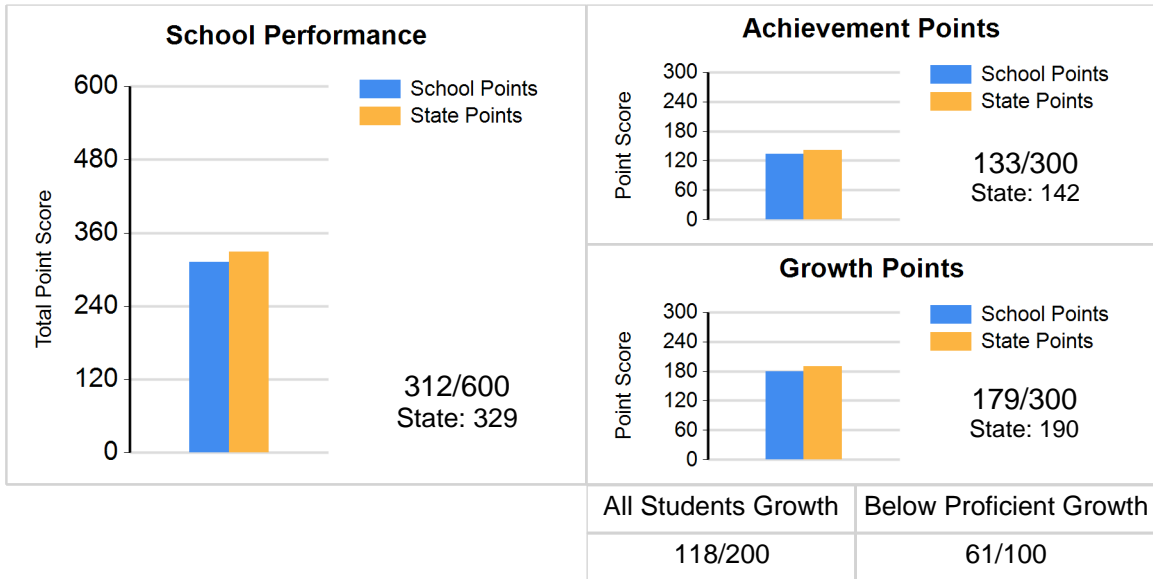 School Performance
600
480
360
240
120
0
Total Point Score
School Points
State Points
312/600
State: 329
Achievement Points
300
240
180
120
60
0
Point Score
School Points
State Points
133/300
State: 142
Growth Points
300
240
180
120
60
0
Point Score
School Points
State Points
179/300
State: 190
All Students Growth Below Proficient Growth
118/200 61/100